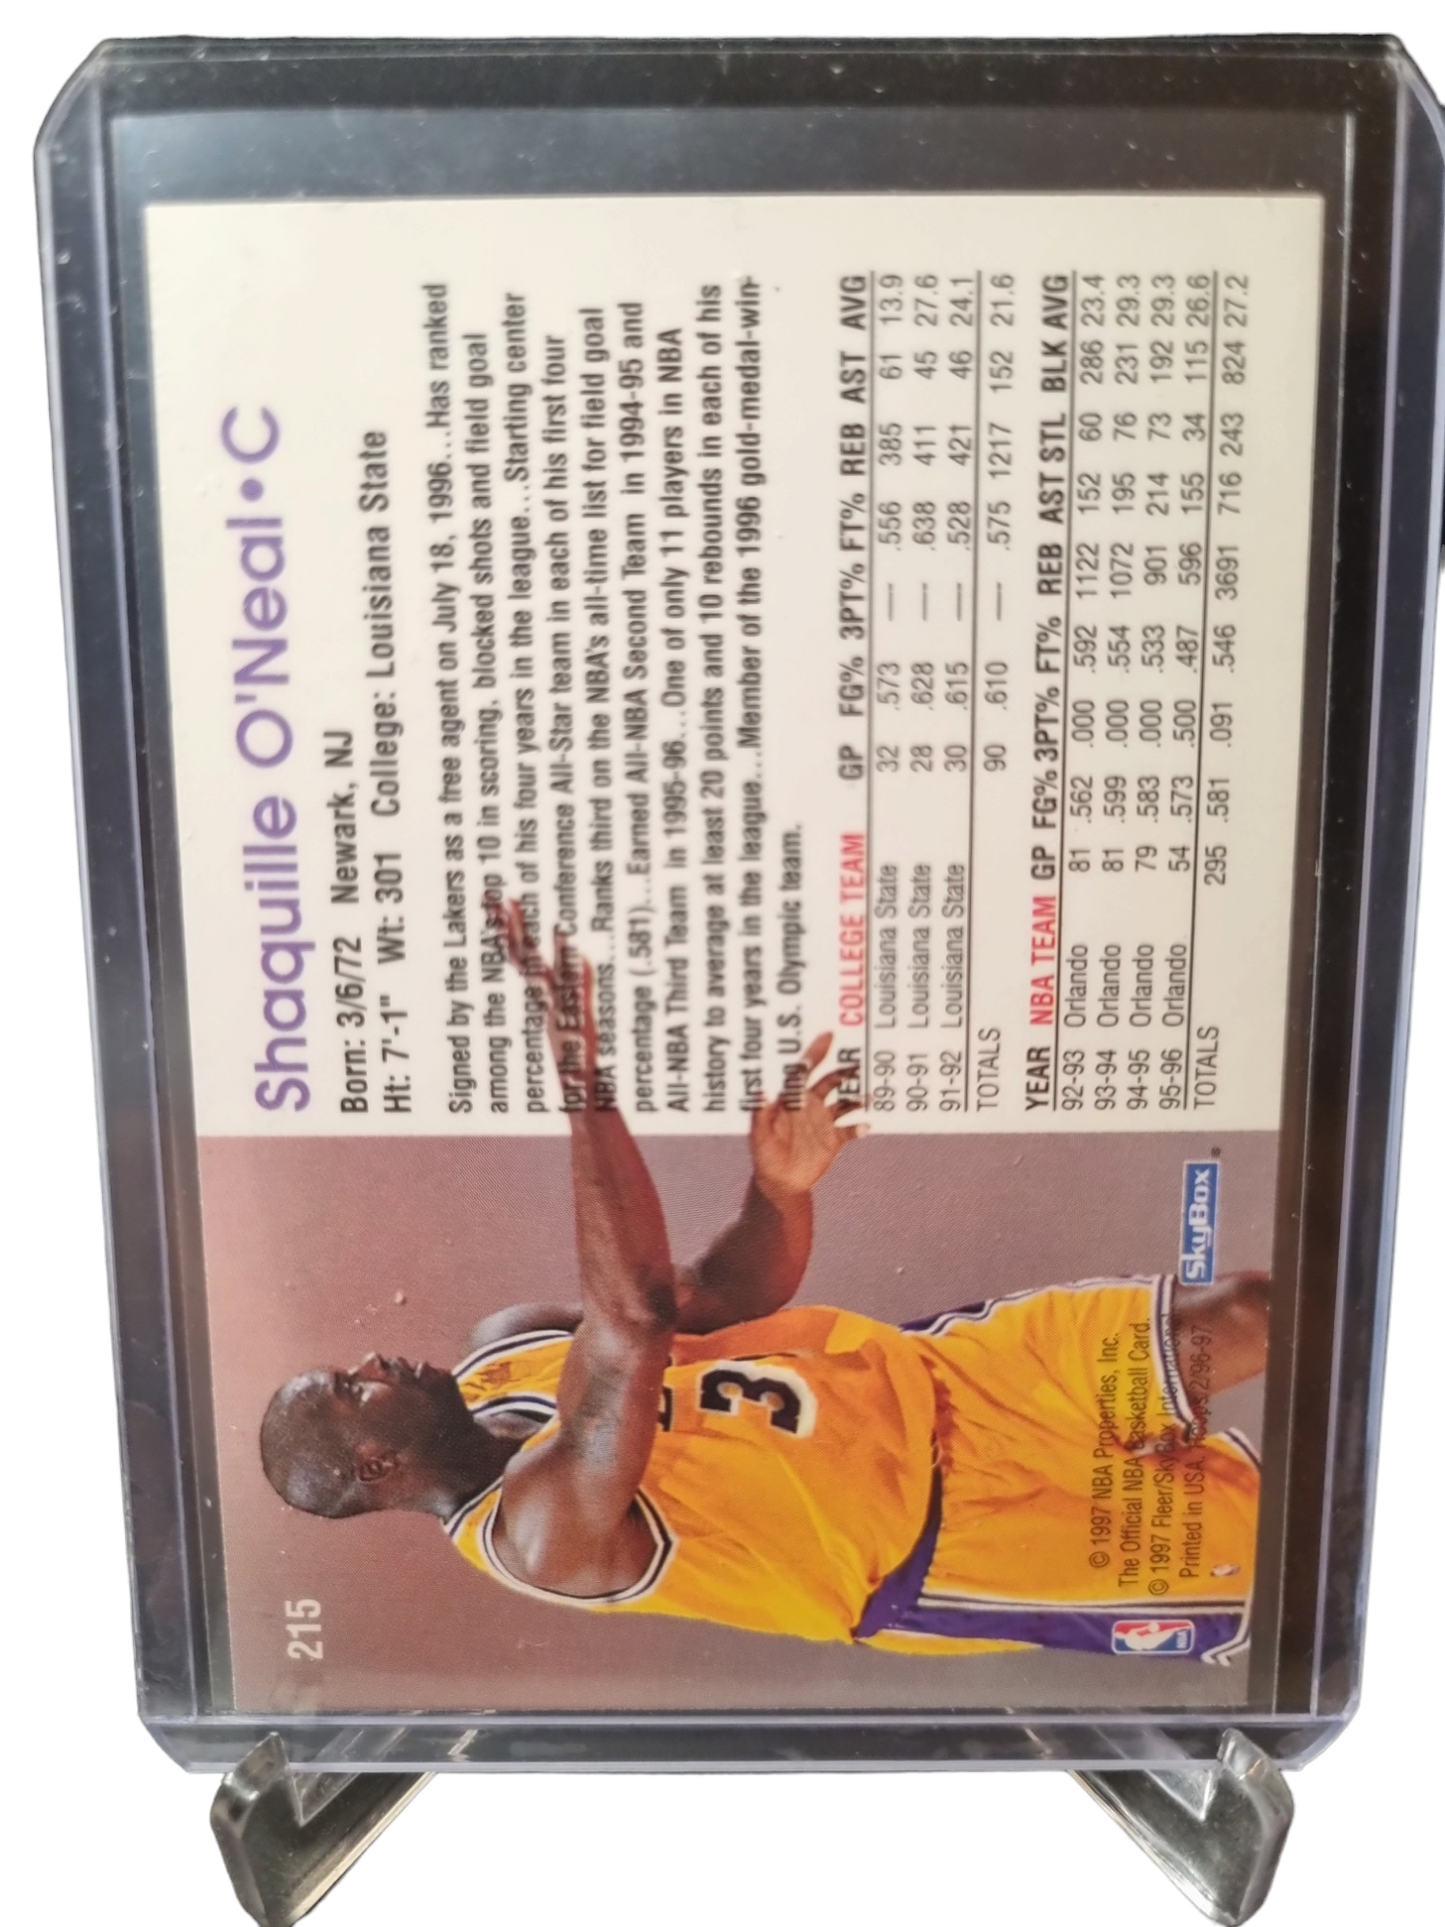 215
Shaquille O'Neal • C
Born: 3/6/72 Newark, NJ
Ht: 7'-1" Wt: 301 College: Louisiana State
Signed by the Lakers as a free agent on July 18, 1996...Has ranked
among the NBA's top 10 in scoring, blocked shots and field goal
percentage in each of his four years in the league...Starting center
for the Eastern Conference All-Star team in each of his first four
NBA seasons...Ranks third on the NBA's all-time list for field goal
percentage (.581)...Earned All-NBA Second Team in 1994-95 and
All-NBA Third Team in 1995-96...One of only 11 players in NBA
history to average at least 20 points and 10 rebounds in each of his
first four years in the league...Member of the 1996 gold-medal-win-
ning U.S. Olympic team.
YEAR COLLEGE TEAM GP FG% 3PT% FT% REB AST AVG
89-90 Louisiana State 32 .573 — .556 385 61 13.9
90-91 Louisiana State 28 .628 — .638 411 45 27.6
91-92 Louisiana State 30 .615 — .528 421 46 24.1
TOTALS 90 .610 — .575 1217 152 21.6
YEAR NBA TEAM GP FG% 3PT% FT% REB AST STL BLK AVG
92-93 Orlando 81 .562 .000 .592 1122 152 60 286 23.4
93-94 Orlando 81 .599 .000 .554 1072 195 76 231 29.3
94-95 Orlando 79 .583 .000 .533 901 214 73 192 29.3
95-96 Orlando 54 .573 .500 .487 596 155 34 115 26.6
TOTALS 295 .581 .091 .546 3691 716 243 824 27.2
3
SkyBox
© 1997 NBA Properties, Inc.
The Official NBA Basketball Card.
© 1997 Fleer/SkyBox International
Printed in USA. Hoops2/96-97
NBA